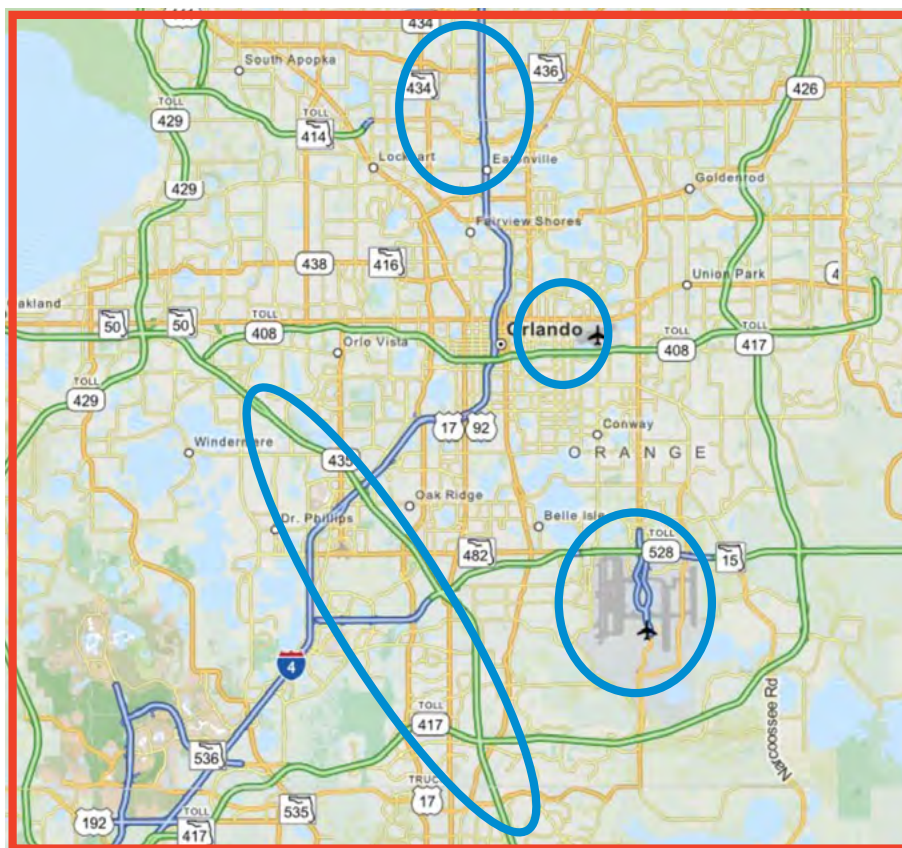 434
South Apopka
434
436
426
TOLL
429
TOLL
414
Lockhart
Eatonville
429
Goldenrod
Fairview Shores
438
416
Union Park
4
Oakland
50
50
TOLL
408
Orlando
TOLL
408
TOLL
417
Orlo Vista
TOLL
429
17
92
Conway
Windermere
435
ORANGE
Oak Ridge
Dr. Phillips
Belle Isle
482
TOLL
528
15
4
Narcoossee Rd
TOLL
417
536
TRUC
17
192
TOLL
417
535